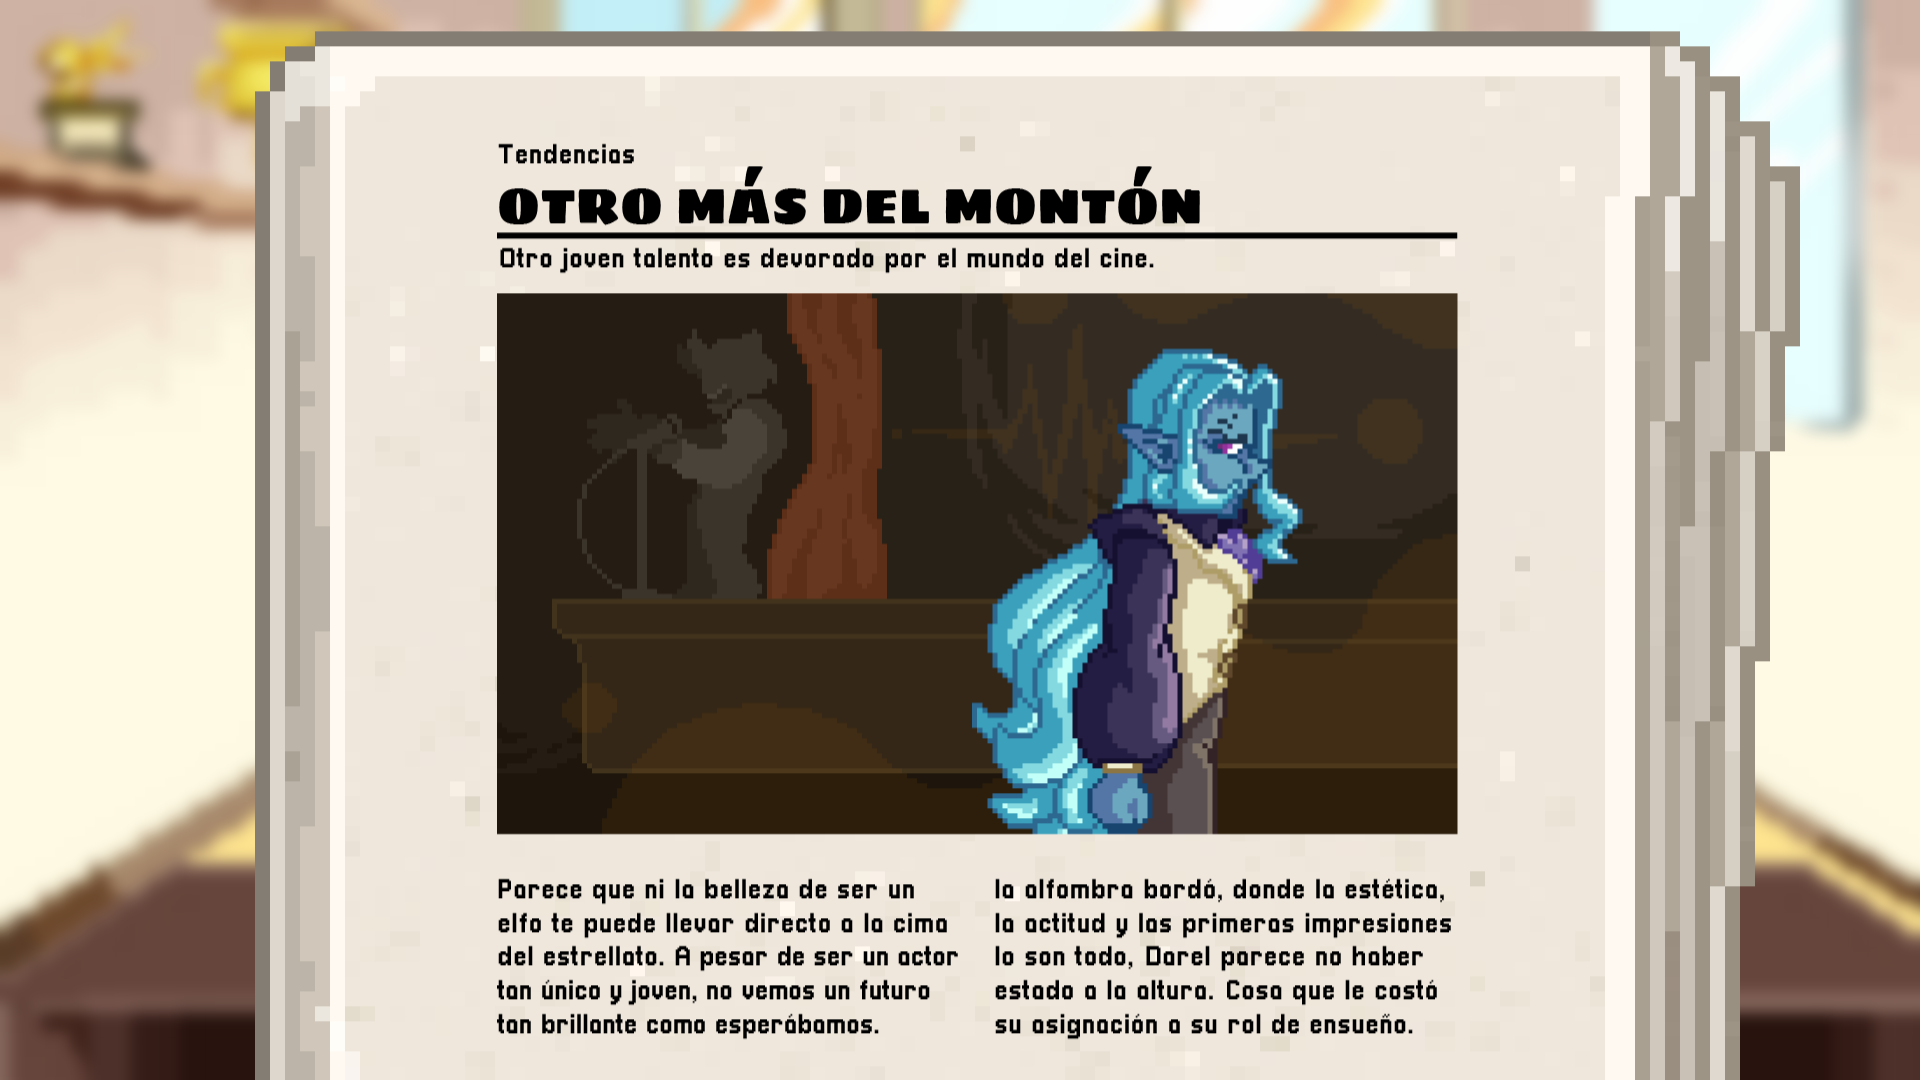 Tendencias
OTRO MÁS DEL MONTÓN
Otro joven talento es devorado por el mundo del cine.
Parece que ni la belleza de ser un
elfo te puede llevar directo a la cima
del estrellato. A pesar de ser un actor
tan único y joven, no vemos un futuro
tan brillante como esperábamos.
la alfombra bordó, donde la estética,
la actitud y las primeras impresiones
lo son todo, Darel parece no haber
estado a la altura. Cosa que le costó
su asignación a su rol de ensueño.